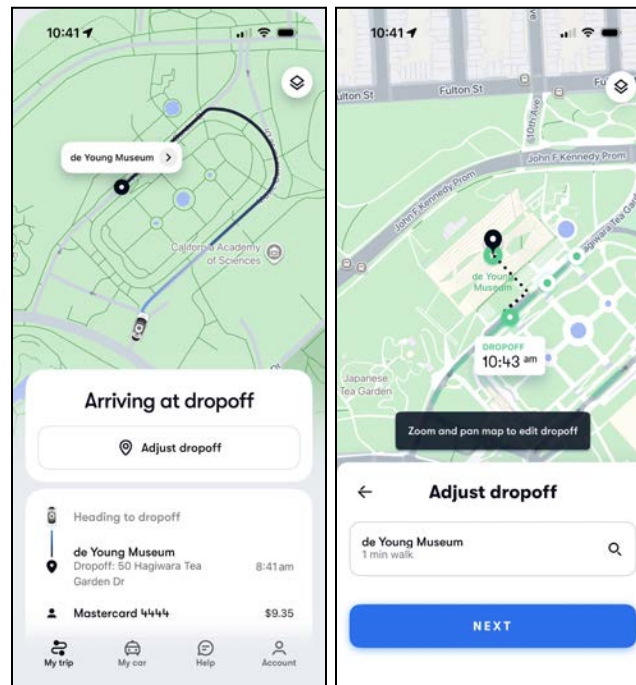 10:41
de Young Museum
California Academy
of Sciences
Arriving at dropoff
Adjust dropoff
Heading to dropoff
de Young Museum
Dropoff: 50 Hagiwara Tea
Garden Dr
8:41 am
Mastercard 4444
$9.35
My trip
My car
Help
Account
10:41
Fulton St
Fulton St
10th Ave
John F Kennedy Prom
John F Kennedy Prom
Hagiwara Tea Gar
de Young
Museum
DROPOFF
10:43 am
Japanese
Tea Garden
Zoom and pan map to edit dropoff
Adjust dropoff
de Young Museum
1 min walk
NEXT